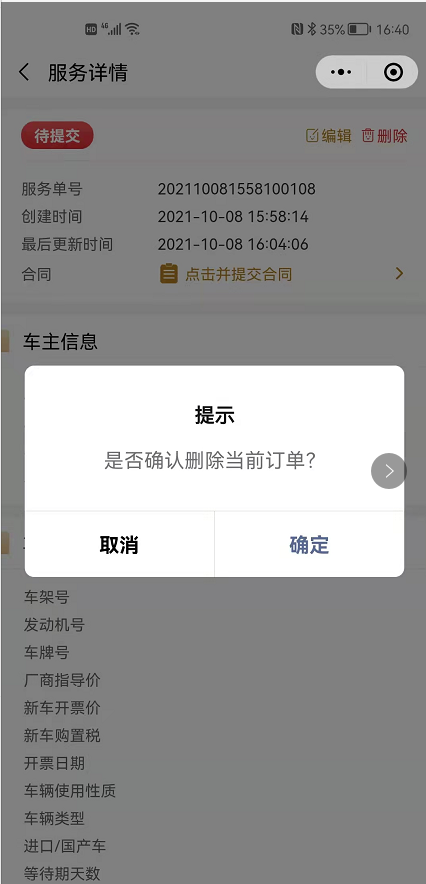 HD 4G 35% 16:40
服务详情
待提交 编辑 删除
服务单号 202110081558100108
创建时间 2021-10-08 15:58:14
最后更新时间 2021-10-08 16:04:06
合同 点击并提交合同
车主信息
提示
是否确认删除当前订单?
取消 确定
车架号
发动机号
车牌号
厂商指导价
新车开票价
新车购置税
开票日期
车辆使用性质
车辆类型
进口/国产车
等待期天数